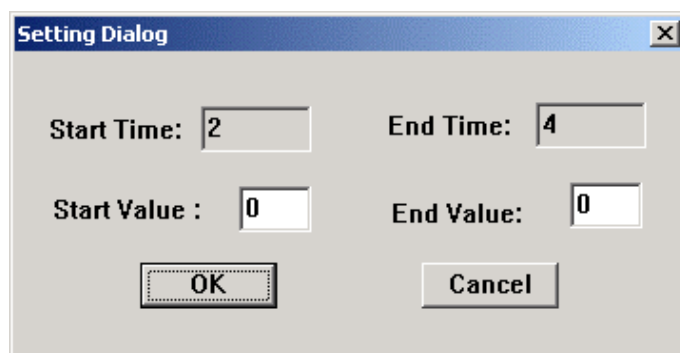 Setting Dialog
Start Time: 2 End Time: 4
Start Value : 0 End Value: 0
OK Cancel